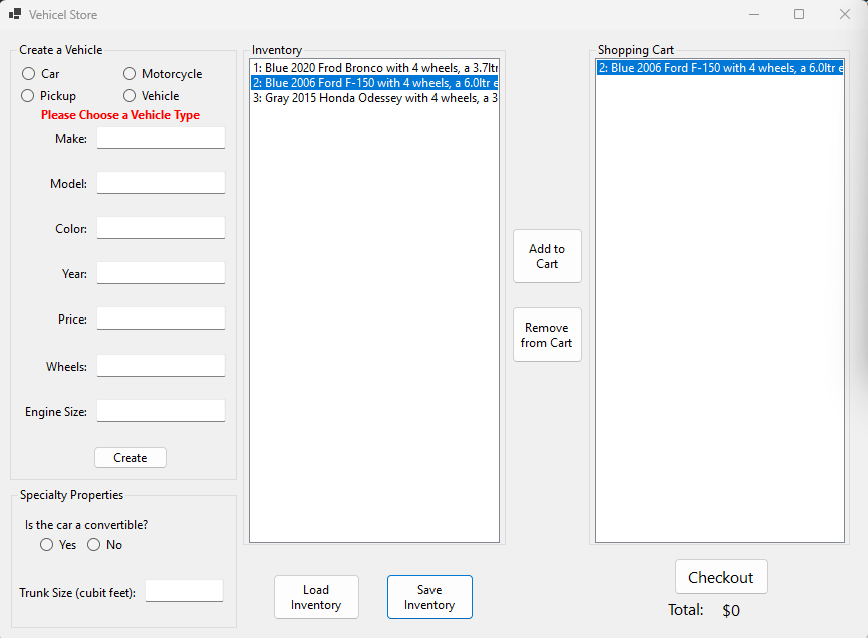 Vehicel Store
Create a Vehicle
Car
Motorcycle
Pickup
Vehicle
Please Choose a Vehicle Type
Make:
Model:
Color:
Year:
Price:
Wheels:
Engine Size:
Create
Specialty Properties
Is the car a convertible?
Yes
No
Trunk Size (cubit feet):
Inventory
1: Blue 2020 Frod Bronco with 4 wheels, a 3.7ltr
2: Blue 2006 Ford F-150 with 4 wheels, a 6.0ltr e
3: Gray 2015 Honda Odessey with 4 wheels, a 3
Load
Inventory
Save
Inventory
Add to
Cart
Remove
from Cart
Shopping Cart
2: Blue 2006 Ford F-150 with 4 wheels, a 6.0ltr e
Checkout
Total: $0